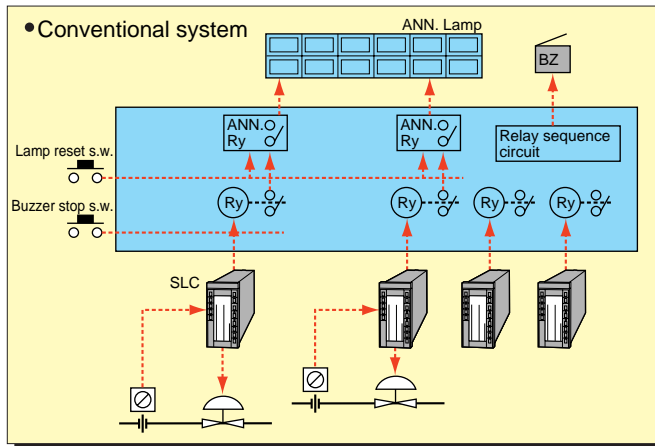 •Conventional system
ANN. Lamp
BZ
ANN.
Ry
ANN.
Ry
Relay sequence
circuit
Lamp reset s.w.
Buzzer stop s.w.
Ry
Ry
Ry
Ry
SLC